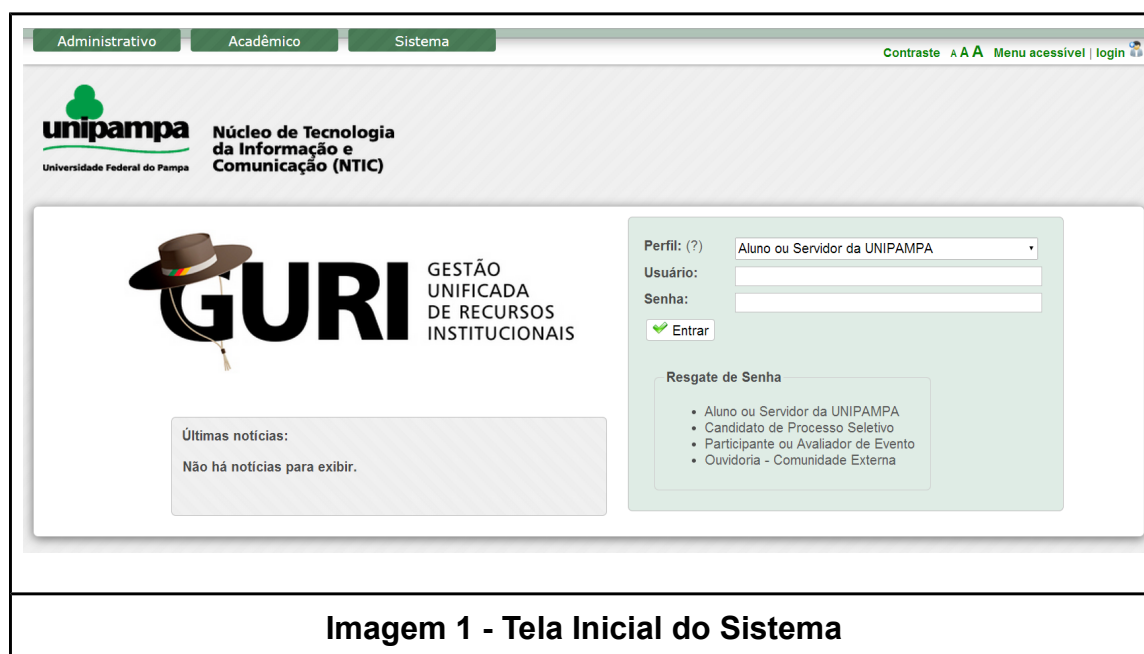 Administrativo Acadêmico Sistema
Contraste A A A Menu acessível | login
unipampa
Universidade Federal do Pampa
Núcleo de Tecnologia
da Informação e
Comunicação (NTIC)
GURI
GESTÃO
UNIFICADA
DE RECURSOS
INSTITUCIONAIS
Últimas notícias:
Não há notícias para exibir.
Perfil: (?) Aluno ou Servidor da UNIPAMPA
Usuário:
Senha:
Entrar
Resgate de Senha
• Aluno ou Servidor da UNIPAMPA
• Candidato de Processo Seletivo
• Participante ou Avaliador de Evento
• Ouvidoria - Comunidade Externa
Imagem 1 - Tela Inicial do Sistema